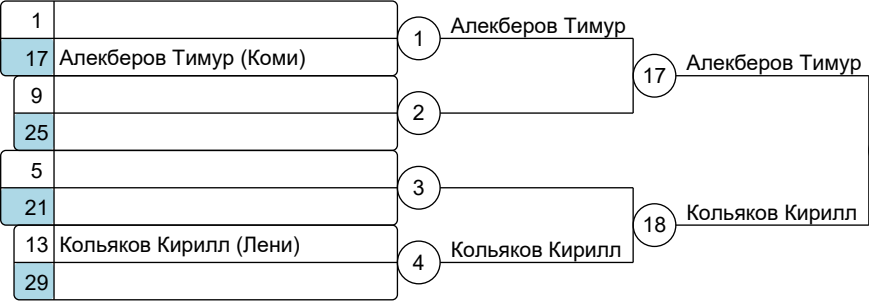 1
17 Алекберов Тимур (Коми)
1 Алекберов Тимур
9
25
2
17 Алекберов Тимур
5
21
3
13 Кольяков Кирилл (Лени)
29
4 Кольяков Кирилл
18 Кольяков Кирилл